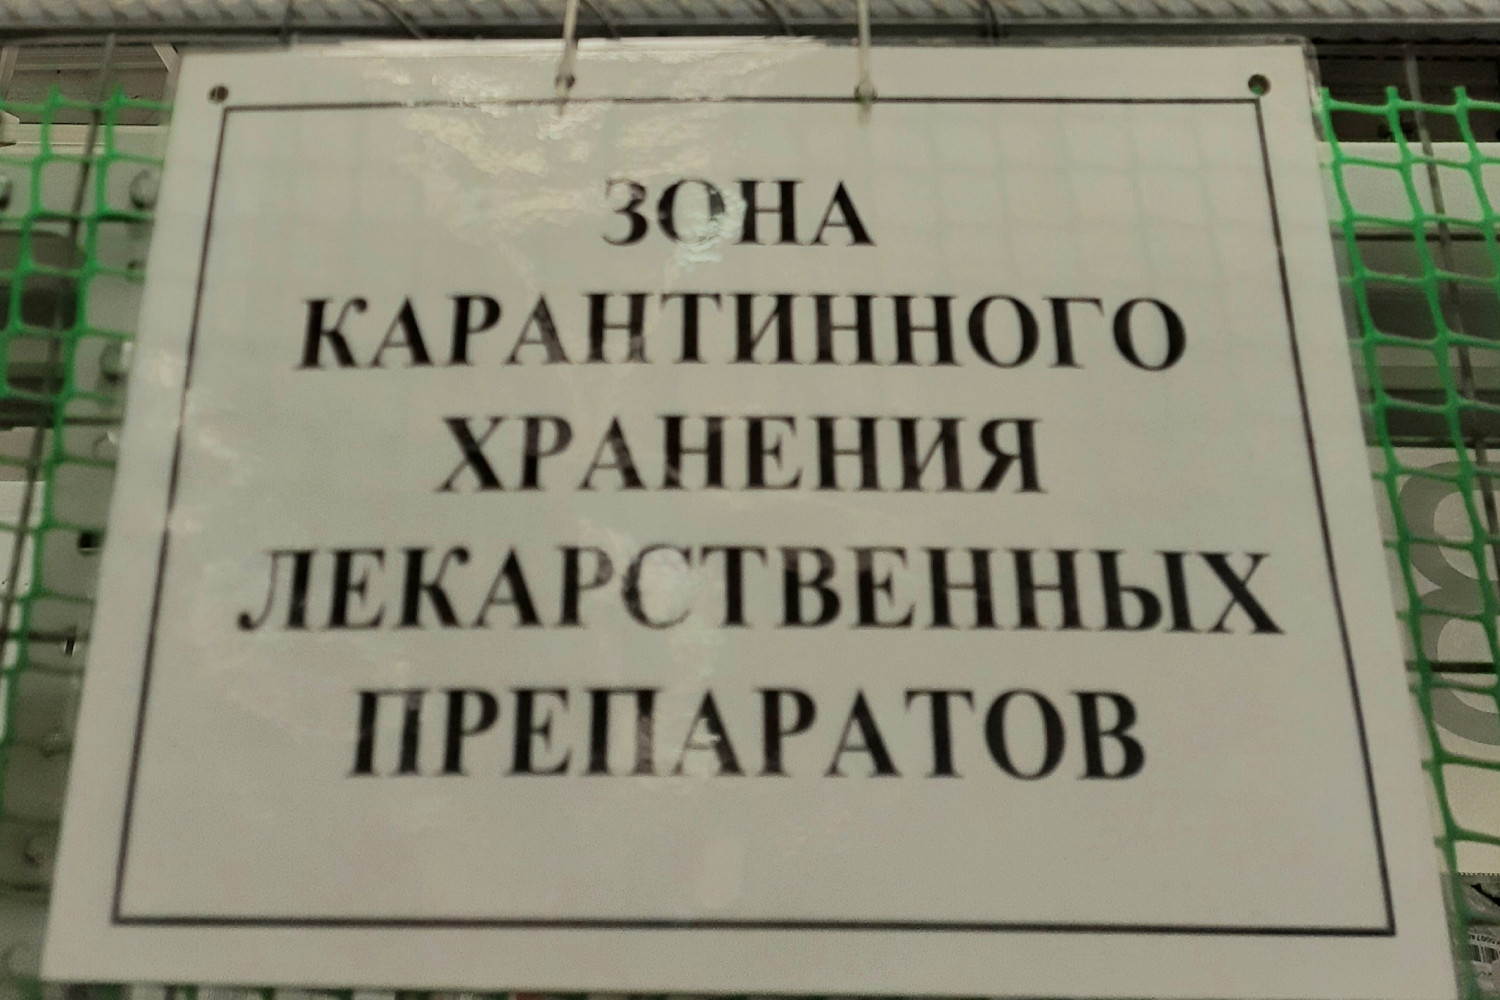 ЗОНА
КАРАНТИННОГО
ХРАНЕНИЯ
ЛЕКАРСТВЕННЫХ
ПРЕПАРАТОВ